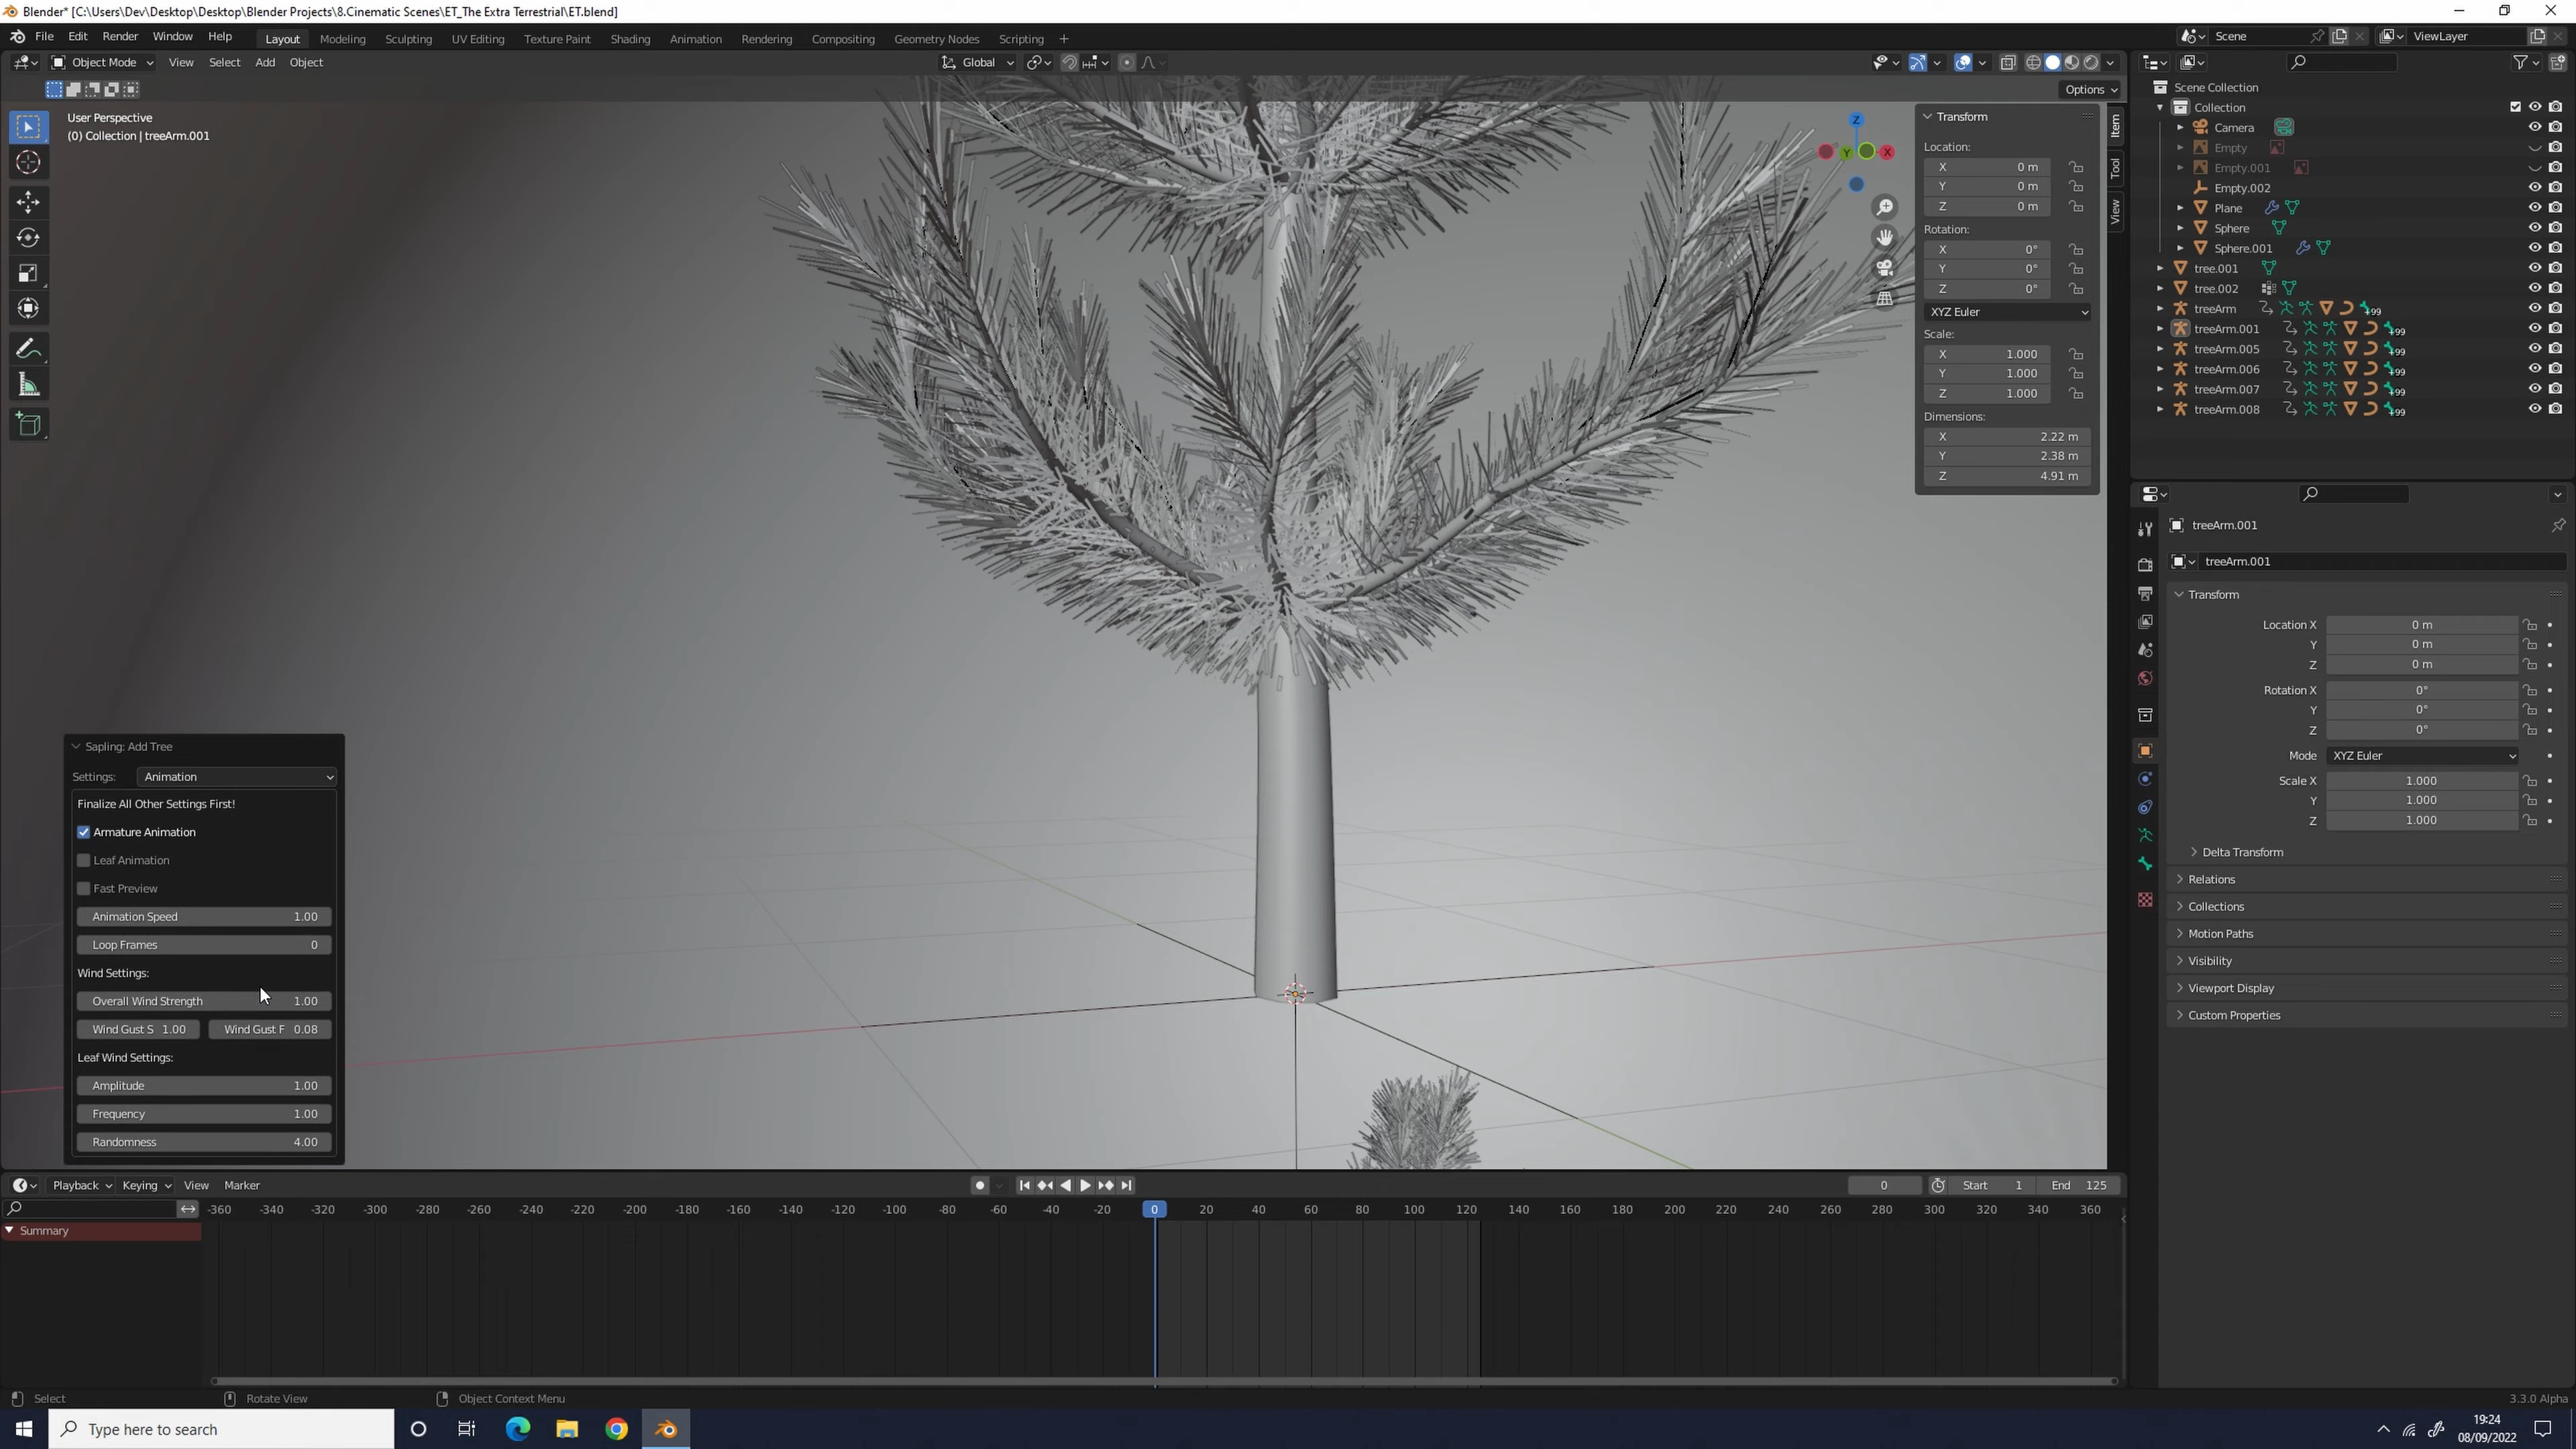 Blender* [C:\Users\Dev\Desktop\Desktop\Blender Projects\8.Cinematic Scenes\ET_The Extra Terrestrial\ET.blend]
File Edit Render Window Help Layout Modeling Sculpting UV Editing Texture Paint Shading Animation Rendering Compositing Geometry Nodes Scripting + Scene ViewLayer
Object Mode View Select Add Object Global
Options
User Perspective
(0) Collection | treeArm.001
Transform
Location:
X 0 m
Y 0 m
Z 0 m
Rotation:
X 0°
Y 0°
Z 0°
XYZ Euler
Scale:
X 1.000
Y 1.000
Z 1.000
Dimensions:
X 2.22 m
Y 2.38 m
Z 4.91 m
Item
Tool
View
Z
Y
X
Scene Collection
Collection
Camera
Empty
Empty.001
Empty.002
Plane
Sphere
Sphere.001
tree.001
tree.002
treeArm 99
treeArm.001 99
treeArm.005 99
treeArm.006 99
treeArm.007 99
treeArm.008 99
treeArm.001
treeArm.001
Transform
Location X 0 m
Y 0 m
Z 0 m
Rotation X 0°
Y 0°
Z 0°
Mode XYZ Euler
Scale X 1.000
Y 1.000
Z 1.000
Delta Transform
Relations
Collections
Motion Paths
Visibility
Viewport Display
Custom Properties
Sapling: Add Tree
Settings: Animation
Finalize All Other Settings First!
Armature Animation
Leaf Animation
Fast Preview
Animation Speed 1.00
Loop Frames 0
Wind Settings:
Overall Wind Strength 1.00
Wind Gust S 1.00 Wind Gust F 0.08
Leaf Wind Settings:
Amplitude 1.00
Frequency 1.00
Randomness 4.00
Playback Keying View Marker 0 Start 1 End 125
-360 -340 -320 -300 -280 -260 -240 -220 -200 -180 -160 -140 -120 -100 -80 -60 -40 -20 0 20 40 60 80 100 120 140 160 180 200 220 240 260 280 300 320 340 360
Summary
Select Rotate View Object Context Menu 3.3.0 Alpha
Type here to search
19:24
08/09/2022